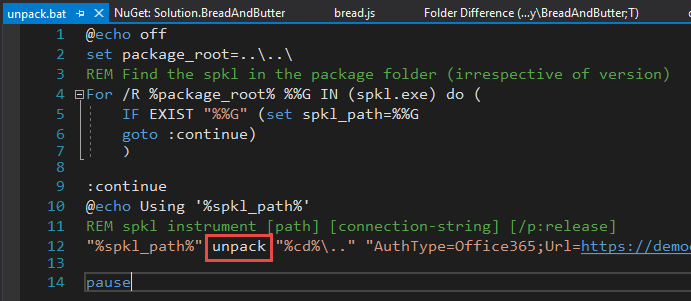 unpack.bat NuGet: Solution.BreadAndButter bread.js Folder Difference (...y\BreadAndButter;T)
1 @echo off
2 set package_root=..\..\
3 REM Find the spkl in the package folder (irrespective of version)
4 For /R %package_root% %%G IN (spkl.exe) do (
5 IF EXIST "%%G" (set spkl_path=%%G
6 goto :continue)
7 )
8
9 :continue
10 @echo Using '%spkl_path%'
11 REM spkl instrument [path] [connection-string] [/p:release]
12 "%spkl_path%" unpack "%cd%\.." "AuthType=Office365;Url=https://demo
13
14 pause